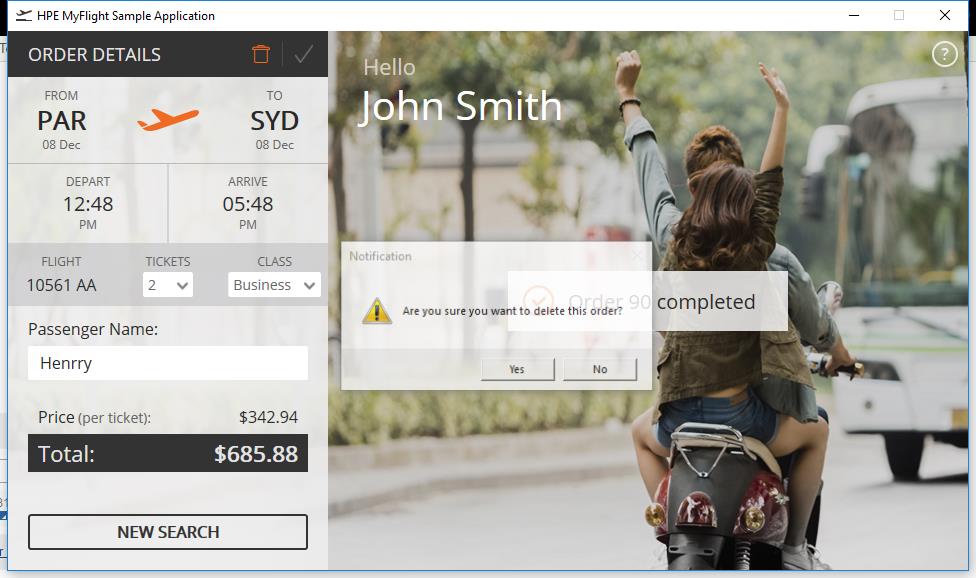 HPE MyFlight Sample Application
ORDER DETAILS
FROM TO
PAR SYD
08 Dec 08 Dec
DEPART ARRIVE
12:48 05:48
PM PM
FLIGHT TICKETS CLASS
10561 AA 2 Business
Passenger Name:
Henrry
Price (per ticket): $342.94
Total: $685.88
NEW SEARCH
Hello
John Smith
?
Notification
Order 90 completed
Are you sure you want to delete this order?
Yes No